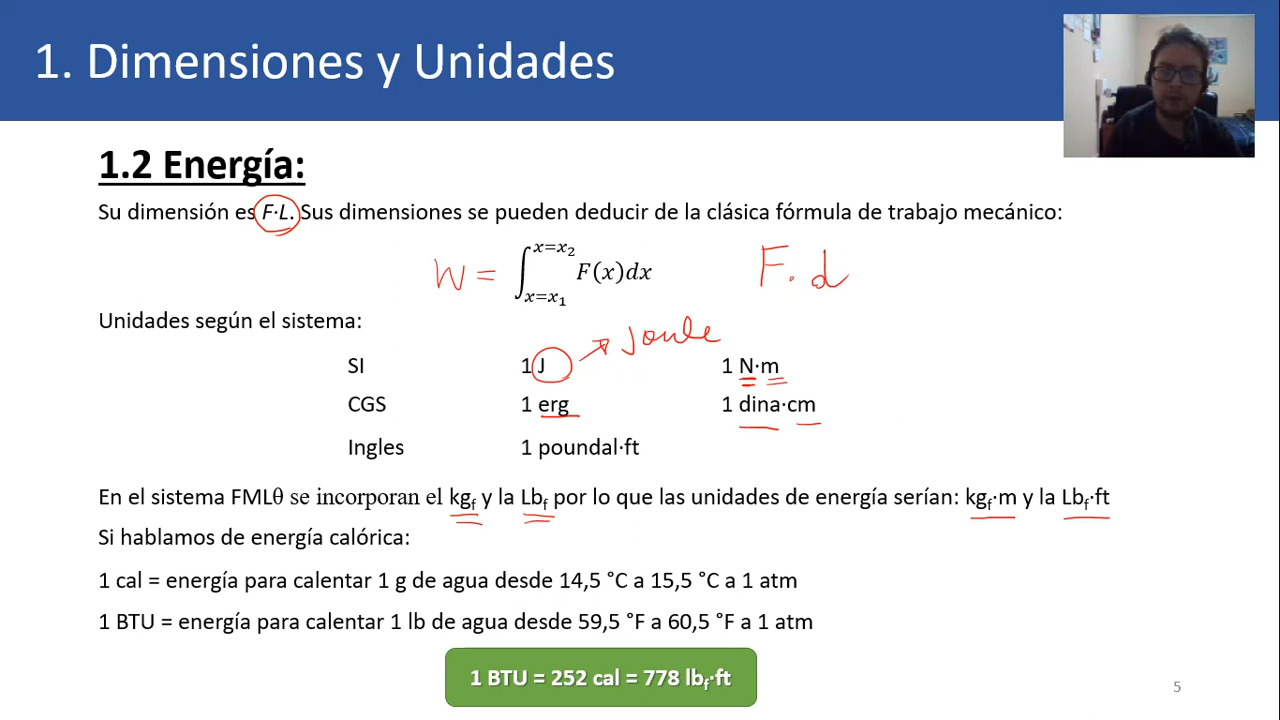 1. Dimensiones y Unidades
1.2 Energía:
Su dimensión es F·L. Sus dimensiones se pueden deducir de la clásica fórmula de trabajo mecánico:
W = ∫_{x=x₁}^{x=x₂} F(x)dx F. d
Unidades según el sistema:
Joule
SI 1 J 1 N·m
CGS 1 erg 1 dina·cm
Ingles 1 poundal·ft
En el sistema FMLθ se incorporan el kg_f y la Lb_f por lo que las unidades de energía serían: kg_f·m y la Lb_f·ft
Si hablamos de energía calórica:
1 cal = energía para calentar 1 g de agua desde 14,5 °C a 15,5 °C a 1 atm
1 BTU = energía para calentar 1 lb de agua desde 59,5 °F a 60,5 °F a 1 atm
1 BTU = 252 cal = 778 lb_f·ft
5